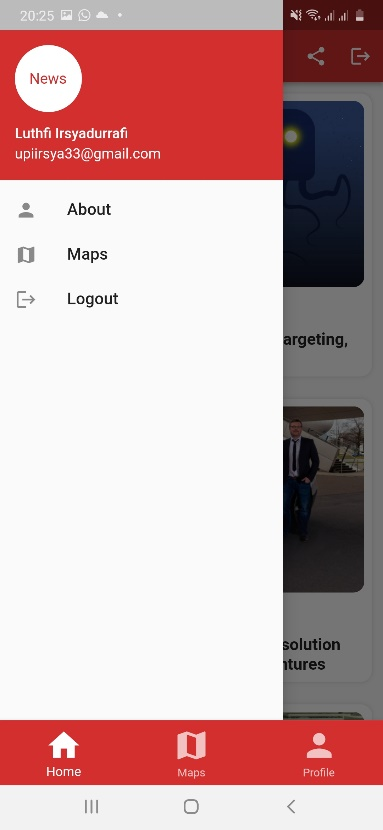 20:25
News
Luthfi Irsyadurrafi
upiirsya33@gmail.com
About
Maps
Logout
argeting,
solution
ntures
Home
Maps
Profile